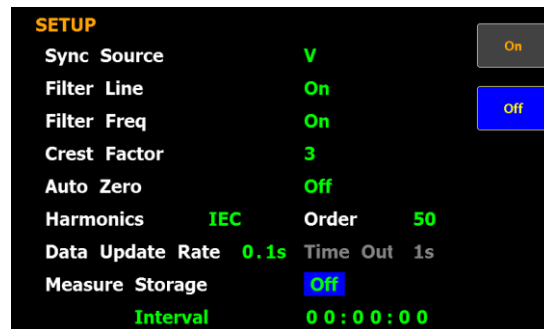 SETUP
Sync Source V
Filter Line On
Filter Freq On
Crest Factor 3
Auto Zero Off
Harmonics IEC Order 50
Data Update Rate 0.1s Time Out 1s
Measure Storage Off
Interval 00:00:00
On
Off